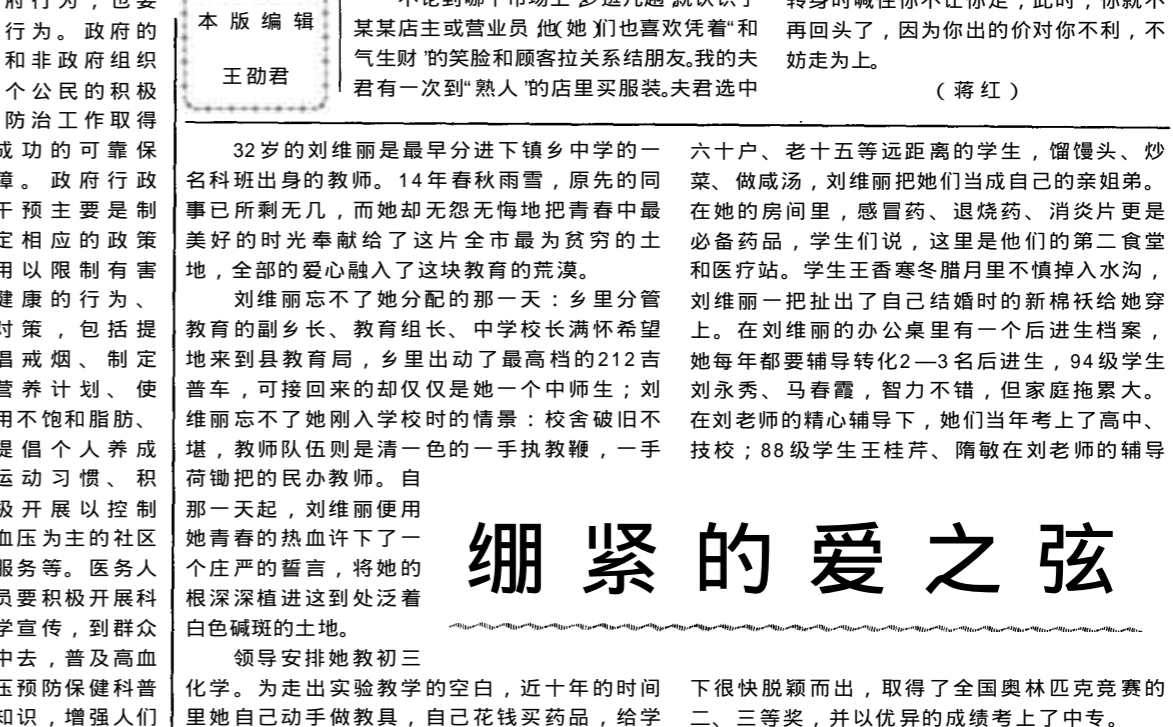 府行为，也要
行为。政府的
和非政府组织
个公民的积极
防治工作取得
成功的可靠保
障。政府行政
干预主要是制
定相应的政策
用以限制有害
健康的行为、
对策，包括提
倡戒烟、制定
营养计划、使
用不饱和脂肪、
提倡个人养成
运动习惯、积
极开展以控制
血压为主的社区
服务等。医务人
员要积极开展科
学宣传，到群众
中去，普及高血
压预防保健科普
知识，增强人们
本版编辑
王劭君
某某店主或营业员他(她)们也喜欢凭着“和
气生财”的笑脸和顾客拉关系结朋友。我的夫
君有一次到“熟人”的店里买服装。夫君选中
转身时喊住你不让你走，此时，你就不
再回头了，因为你出的价对你不利，不
妨走为上。
(蒋红)
绷紧的爱之弦
32岁的刘维丽是最早分进下镇乡中学的一
名科班出身的教师。14年春秋雨雪，原先的同
事已所剩无几，而她却无怨无悔地把青春中最
美好的时光奉献给了这片全市最为贫穷的土
地，全部的爱心融入了这块教育的荒漠。
刘维丽忘不了她分配的那一天：乡里分管
教育的副乡长、教育组长、中学校长满怀希望
地来到县教育局，乡里出动了最高档的212吉
普车，可接回来的却仅仅是她一个中师生；刘
维丽忘不了她刚入学校时的情景：校舍破旧不
堪，教师队伍则是清一色的一手执教鞭，一手
荷锄把的民办教师。自
那一天起，刘维丽便用
她青春的热血许下了一
个庄严的誓言，将她的
根深深植进这到处泛着
白色碱斑的土地。
领导安排她教初三
化学。为走出实验教学的空白，近十年的时间
里她自己动手做教具，自己花钱买药品，给学
六十户、老十五等远距离的学生，馏馒头、炒
菜、做咸汤，刘维丽把她们当成自己的亲姐弟。
在她的房间里，感冒药、退烧药、消炎片更是
必备药品，学生们说，这里是他们的第二食堂
和医疗站。学生王香寒冬腊月里不慎掉入水沟，
刘维丽一把扯出了自己结婚时的新棉袄给她穿
上。在刘维丽的办公桌里有一个后进生档案，
她每年都要辅导转化2—3名后进生，94级学生
刘永秀、马春霞，智力不错，但家庭拖累大。
在刘老师的精心辅导下，她们当年考上了高中、
技校；88级学生王桂芹、隋敏在刘老师的辅导
下很快脱颖而出，取得了全国奥林匹克竞赛的
二、三等奖，并以优异的成绩考上了中专。